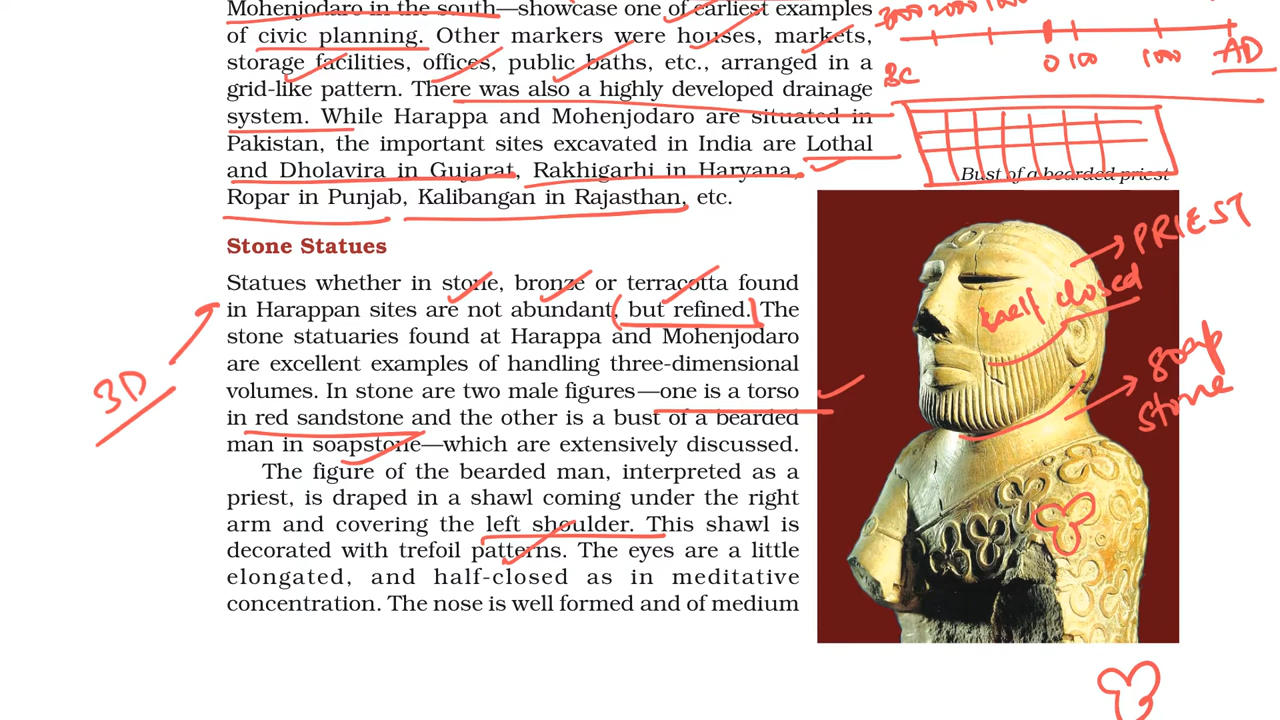 Mohenjodaro in the south—showcase one of earliest examples
of civic planning. Other markers were houses, markets,
storage facilities, offices, public baths, etc., arranged in a
grid-like pattern. There was also a highly developed drainage
system. While Harappa and Mohenjodaro are situated in
Pakistan, the important sites excavated in India are Lothal
and Dholavira in Gujarat, Rakhigarhi in Haryana,
Ropar in Punjab, Kalibangan in Rajasthan, etc.
3000 2000 1000
BC 0 100 1000 AD
Bust of a bearded priest
PRIEST
half closed
soap
stone
Stone Statues
Statues whether in stone, bronze or terracotta found
in Harappan sites are not abundant, but refined. The
stone statuaries found at Harappa and Mohenjodaro
are excellent examples of handling three-dimensional
volumes. In stone are two male figures—one is a torso
in red sandstone and the other is a bust of a bearded
man in soapstone—which are extensively discussed.
3D
The figure of the bearded man, interpreted as a
priest, is draped in a shawl coming under the right
arm and covering the left shoulder. This shawl is
decorated with trefoil patterns. The eyes are a little
elongated, and half-closed as in meditative
concentration. The nose is well formed and of medium